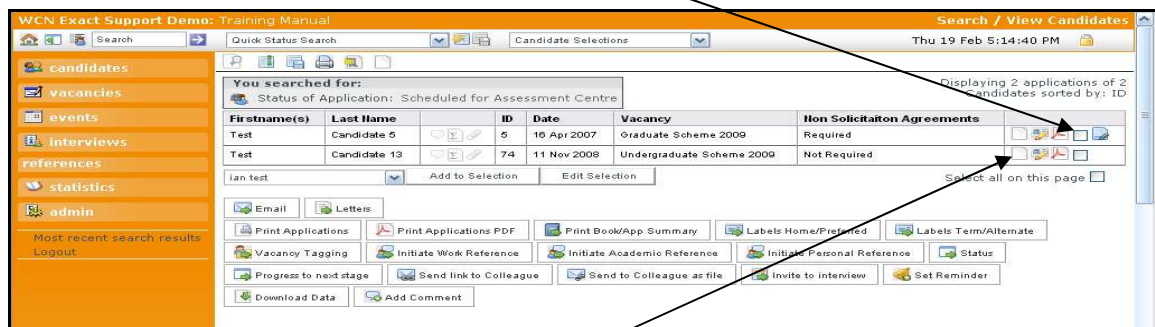 WCN Exact Support Demo: Training Manual Search / View Candidates
Search Quick Status Search Candidate Selections Thu 19 Feb 5:14:40 PM
candidates
vacancies
events
interviews
references
statistics
admin
Most recent search results
Logout
You searched for:
Status of Application: Scheduled for Assessment Centre
Displaying 2 applications of 2
Candidates sorted by: ID
Firstname(s) Last Name ID Date Vacancy Non Solicitaiton Agreements
Test Candidate 5 5 16 Apr 2007 Graduate Scheme 2009 Required
Test Candidate 13 74 11 Nov 2008 Undergraduate Scheme 2009 Not Required
ian test Add to Selection Edit Selection Select all on this page
Email Letters
Print Applications Print Applications PDF Print Book/App Summary Labels Home/Preferred Labels Term/Alternate
Vacancy Tagging Initiate Work Reference Initiate Academic Reference Initiate Personal Reference Status
Progress to next stage Send link to Colleague Send to Colleague as file Invite to interview Set Reminder
Download Data Add Comment